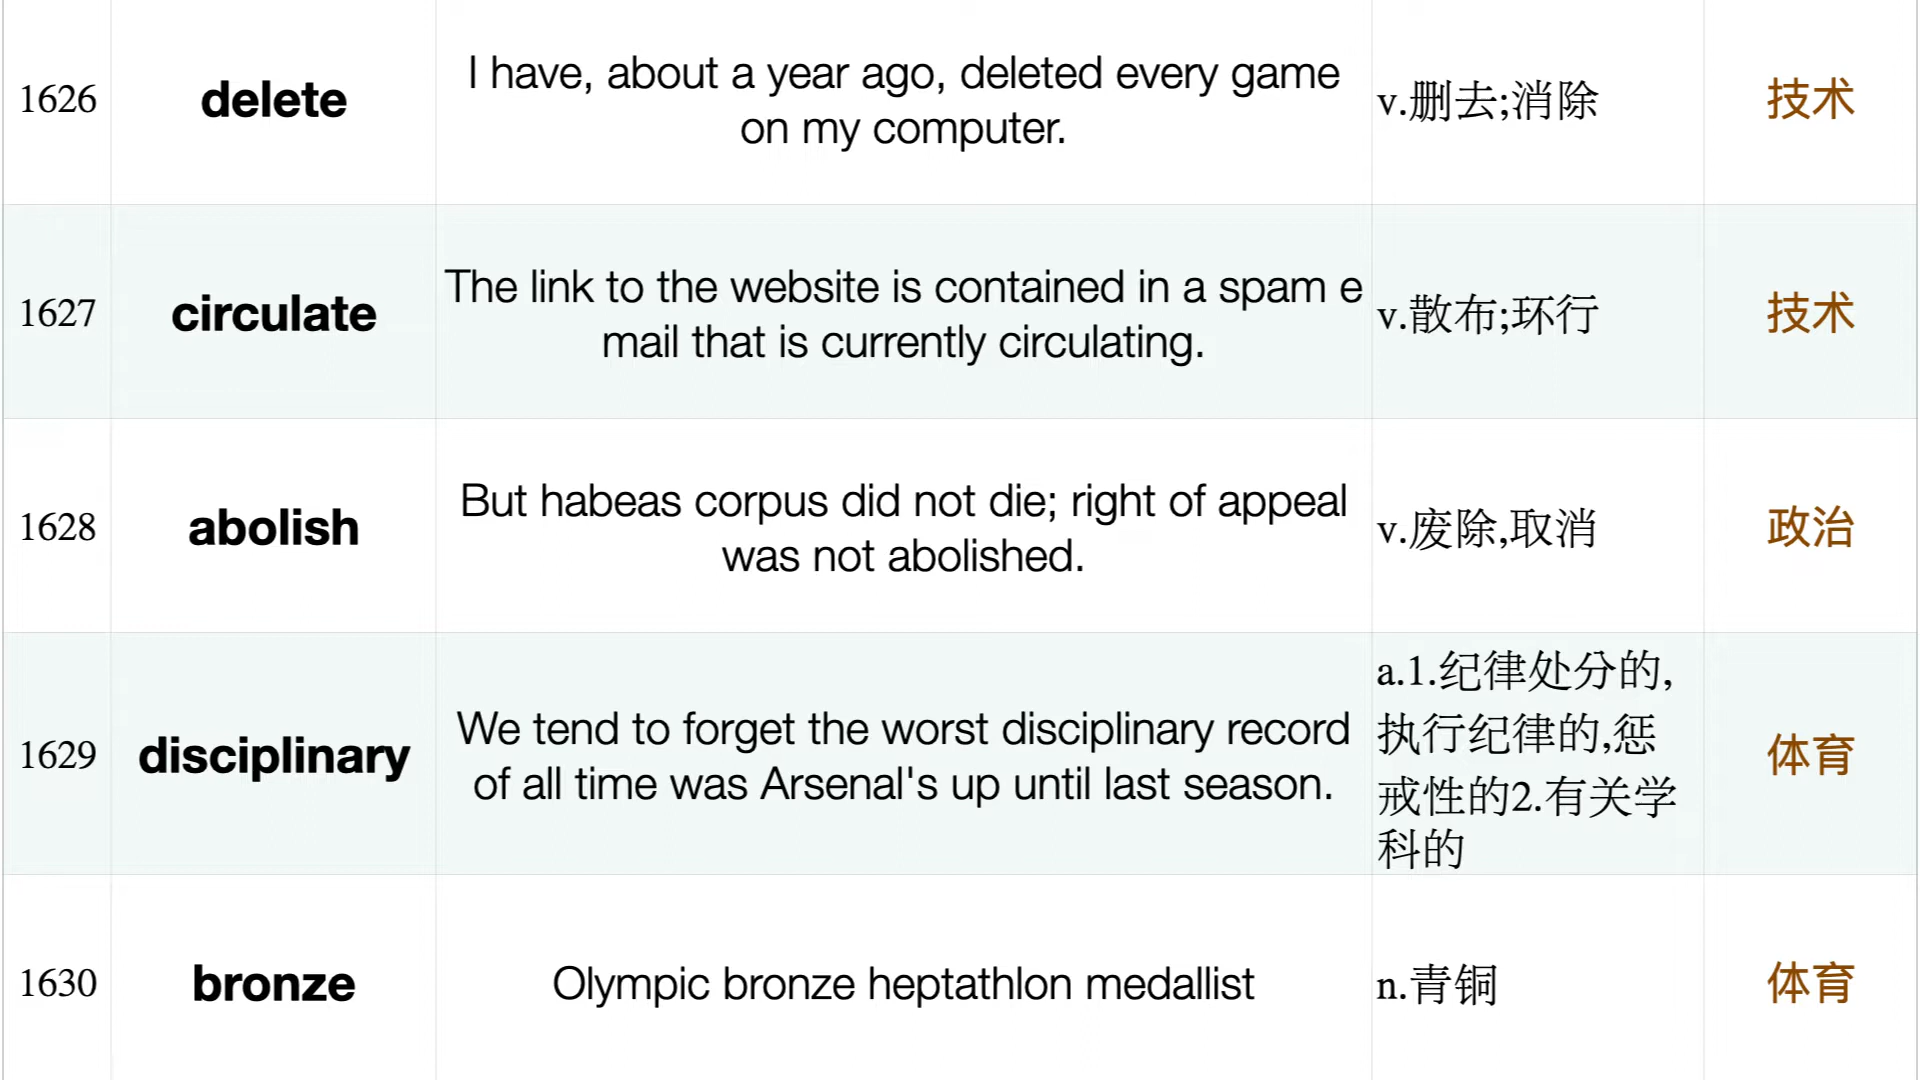 1626
delete
I have, about a year ago, deleted every game
on my computer.
v.删去;消除
技术
1627
circulate
The link to the website is contained in a spam e
mail that is currently circulating.
v.散布;环行
技术
1628
abolish
But habeas corpus did not die; right of appeal
was not abolished.
v.废除,取消
政治
1629
disciplinary
We tend to forget the worst disciplinary record
of all time was Arsenal's up until last season.
a.1.纪律处分的,
执行纪律的,惩
戒性的2.有关学
科的
体育
1630
bronze
Olympic bronze heptathlon medallist
n.青铜
体育